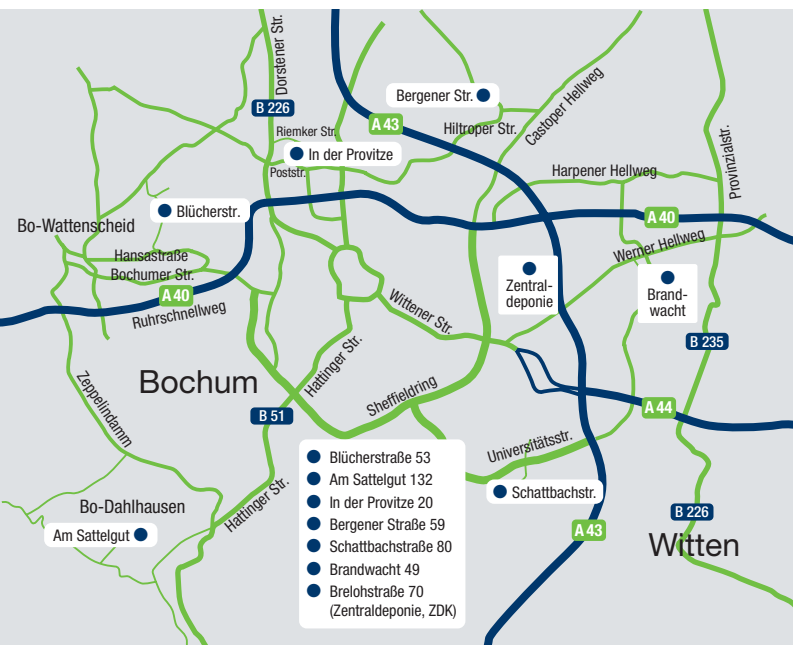 Dorstener Str.
B 226
Bergener Str.
A 43
Hiltroper Str.
Castoper Hellweg
Riemker Str.
In der Provitze
Poststr.
Harpener Hellweg
Provinzialstr.
Blücherstr.
Bo-Wattenscheid
A 40
Werner Hellweg
Hansastraße
Bochumer Str.
A 40
Ruhrschnellweg
Zentral-
deponie
Brand-
wacht
Wittener Str.
B 235
Hattinger Str.
Bochum
Zeppelindamm
Sheffieldring
B 51
A 44
Universitätsstr.
Blücherstraße 53
Am Sattelgut 132
In der Provitze 20
Bergener Straße 59
Schattbachstraße 80
Brandwacht 49
Brelohstraße 70
(Zentraldeponie, ZDK)
Schattbachstr.
Hattinger Str.
Bo-Dahlhausen
Am Sattelgut
B 226
A 43
Witten